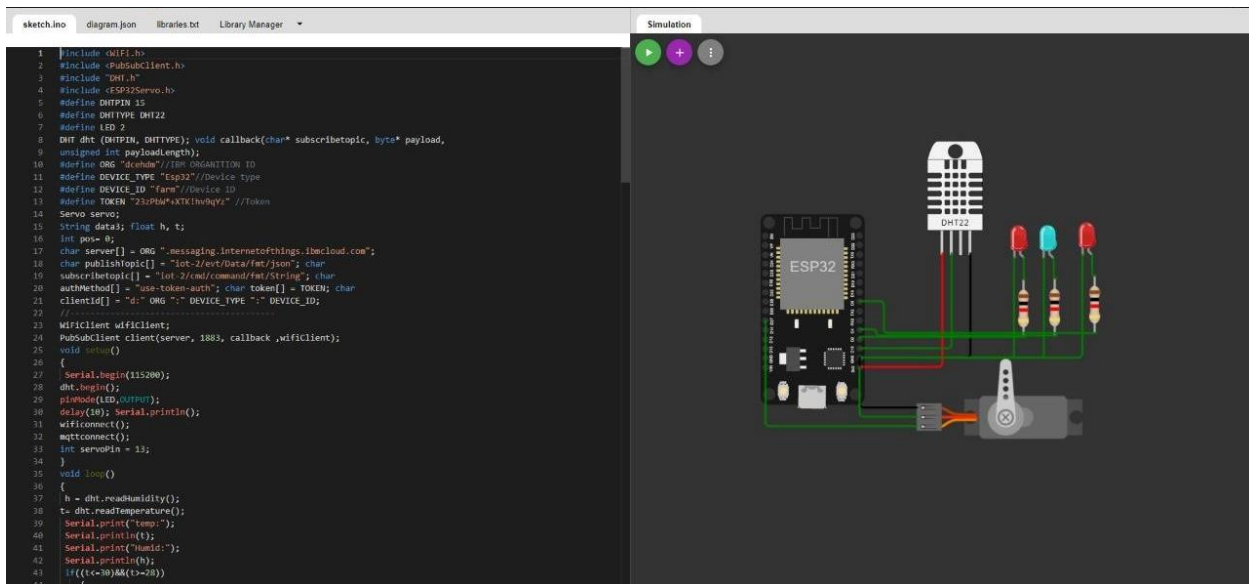 sketch.ino diagram.json libraries.txt Library Manager
1 #include <WiFi.h>
2 #include <PubSubClient.h>
3 #include "DHT.h"
4 #include <ESP32Servo.h>
5 #define DHTPIN 15
6 #define DHTTYPE DHT22
7 #define LED 2
8 DHT dht (DHTPIN, DHTTYPE); void callback(char* subscribetopic, byte* payload,
9 unsigned int payloadLength);
10 #define ORG "dcehdm"//IBM ORGANITION ID
11 #define DEVICE_TYPE "Esp32"//Device type
12 #define DEVICE_ID "farm"//Device ID
13 #define TOKEN "23zPbW*+XTK!hv9qYz" //Token
14 Servo servo;
15 String data3; float h, t;
16 int pos= 0;
17 char server[] = ORG ".messaging.internetofthings.ibmcloud.com";
18 char publishTopic[] = "iot-2/evt/Data/fmt/json"; char
19 subscribetopic[] = "iot-2/cmd/command/fmt/String"; char
20 authMethod[] = "use-token-auth"; char token[] = TOKEN; char
21 clientId[] = "d:" ORG ":" DEVICE_TYPE ":" DEVICE_ID;
22 //-----------------------------------------
23 WiFiClient wifiClient;
24 PubSubClient client(server, 1883, callback ,wifiClient);
25 void setup()
26 {
27 Serial.begin(115200);
28 dht.begin();
29 pinMode(LED,OUTPUT);
30 delay(10); Serial.println();
31 wificonnect();
32 mqttconnect();
33 int servoPin = 13;
34 }
35 void loop()
36 {
37 h = dht.readHumidity();
38 t= dht.readTemperature();
39 Serial.print("temp:");
40 Serial.println(t);
41 Serial.print("Humid:");
42 Serial.println(h);
43 if((t<=30)&&(t>=28))
Simulation
DHT22
ESP32